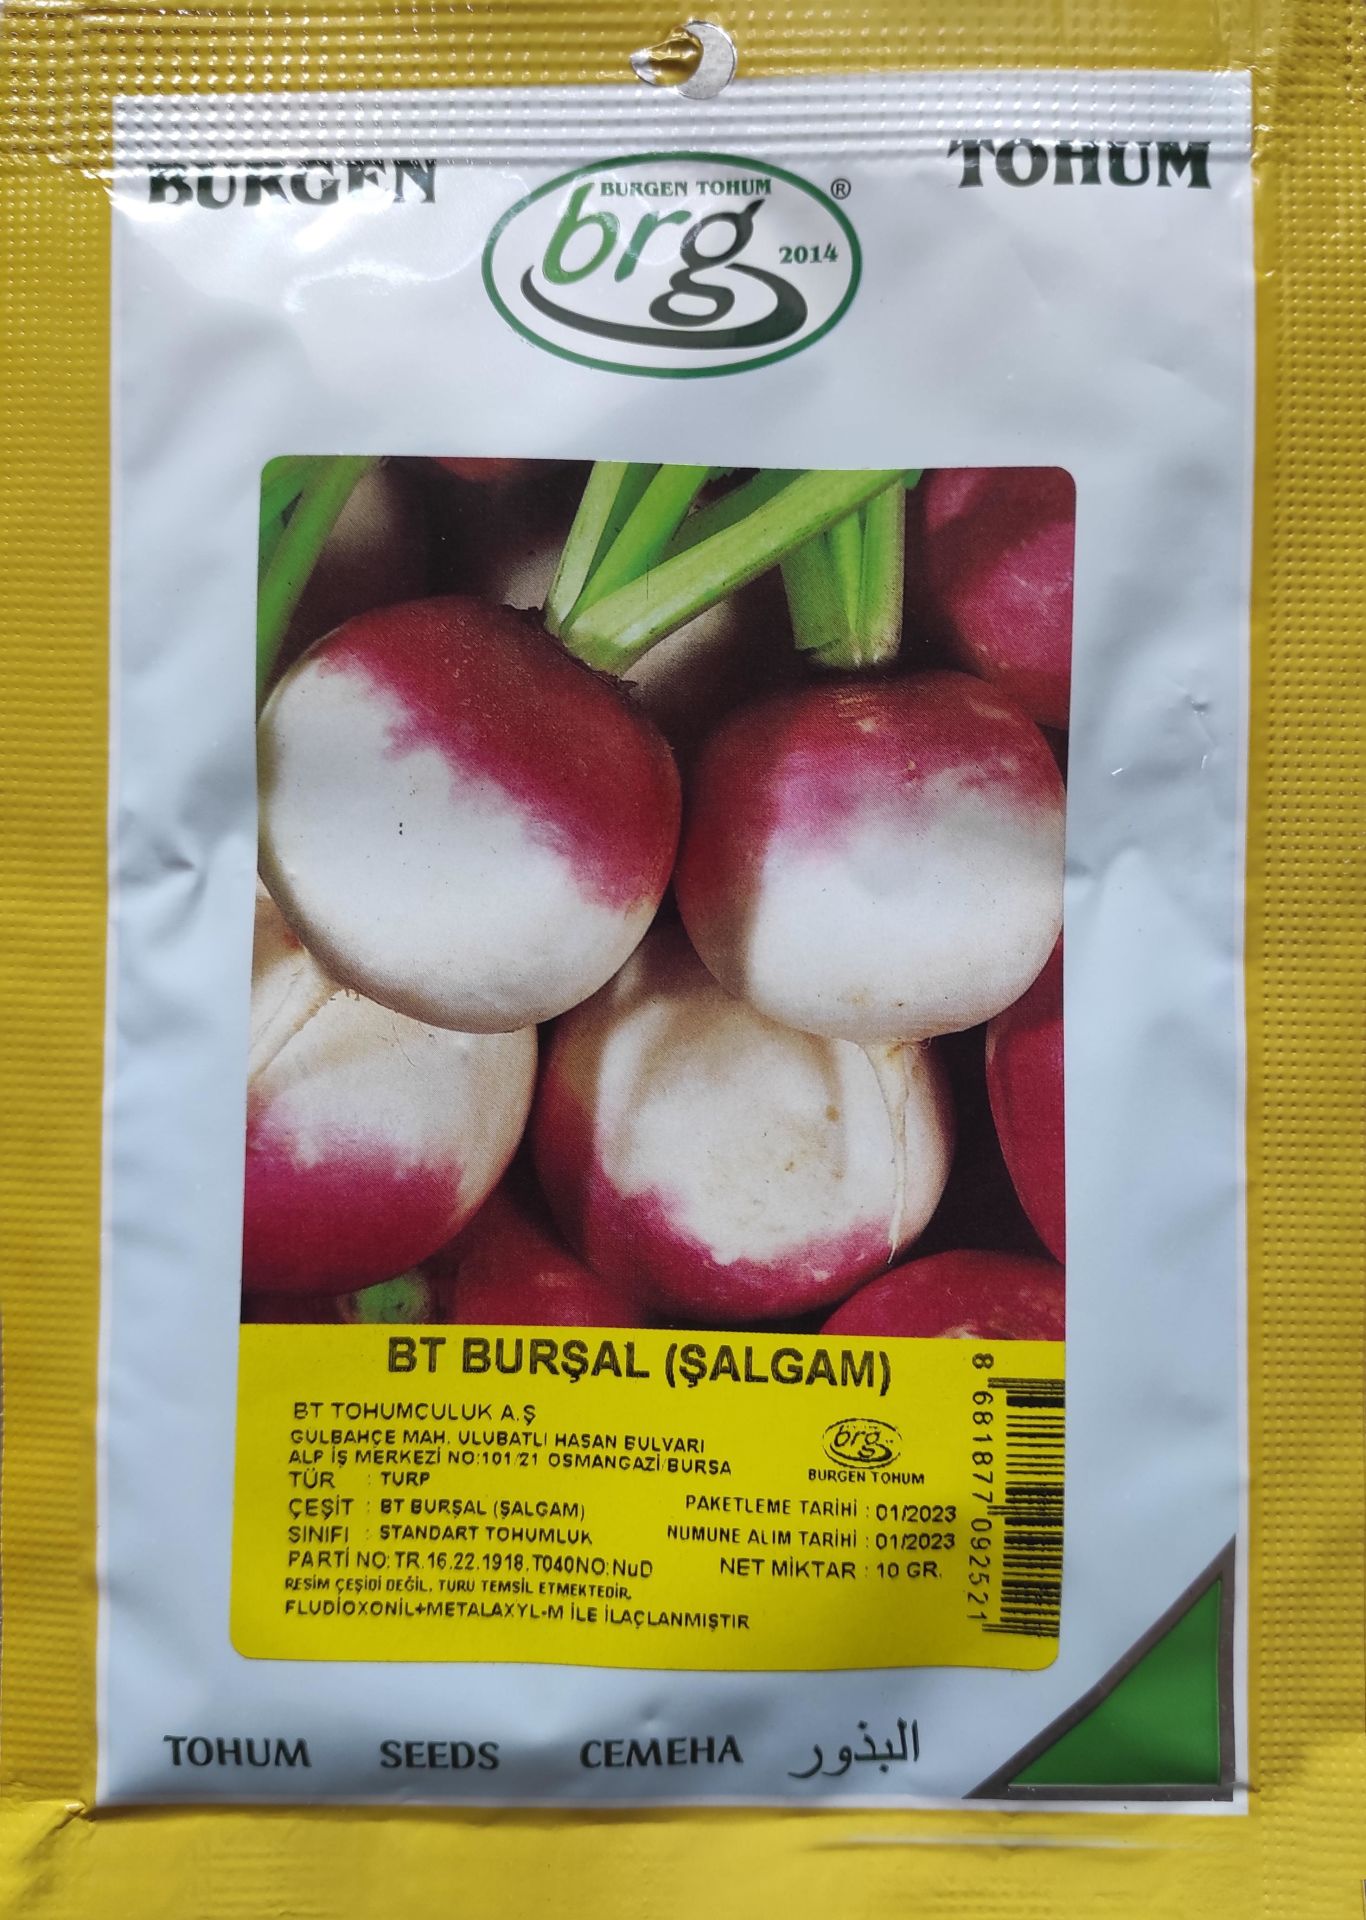 BURGEN TOHUM
BURGEN TOHUM
brg
®
2014
BT BURŞAL (ŞALGAM)
BT TOHUMCULUK A.Ş
GÜLBAHÇE MAH. ULUBATLI HASAN BULVARI
ALP İŞ MERKEZİ NO:101/21 OSMANGAZİ/BURSA
TÜR : TURP
ÇEŞİT : BT BURŞAL (ŞALGAM)
SINIFI : STANDART TOHUMLUK
PARTİ NO: TR.16.22.1918.T040NO:NuD
RESİM ÇEŞİDİ DEĞİL, TÜRÜ TEMSİL ETMEKTEDİR.
FLUDİOXONİL+METALAXYL-M İLE İLAÇLANMIŞTIR
brg
BURGEN TOHUM
PAKETLEME TARİHİ : 01/2023
NUMUNE ALIM TARİHİ : 01/2023
NET MİKTAR : 10 GR.
8 681877 092521
TOHUM SEEDS СЕМЕНА البذور